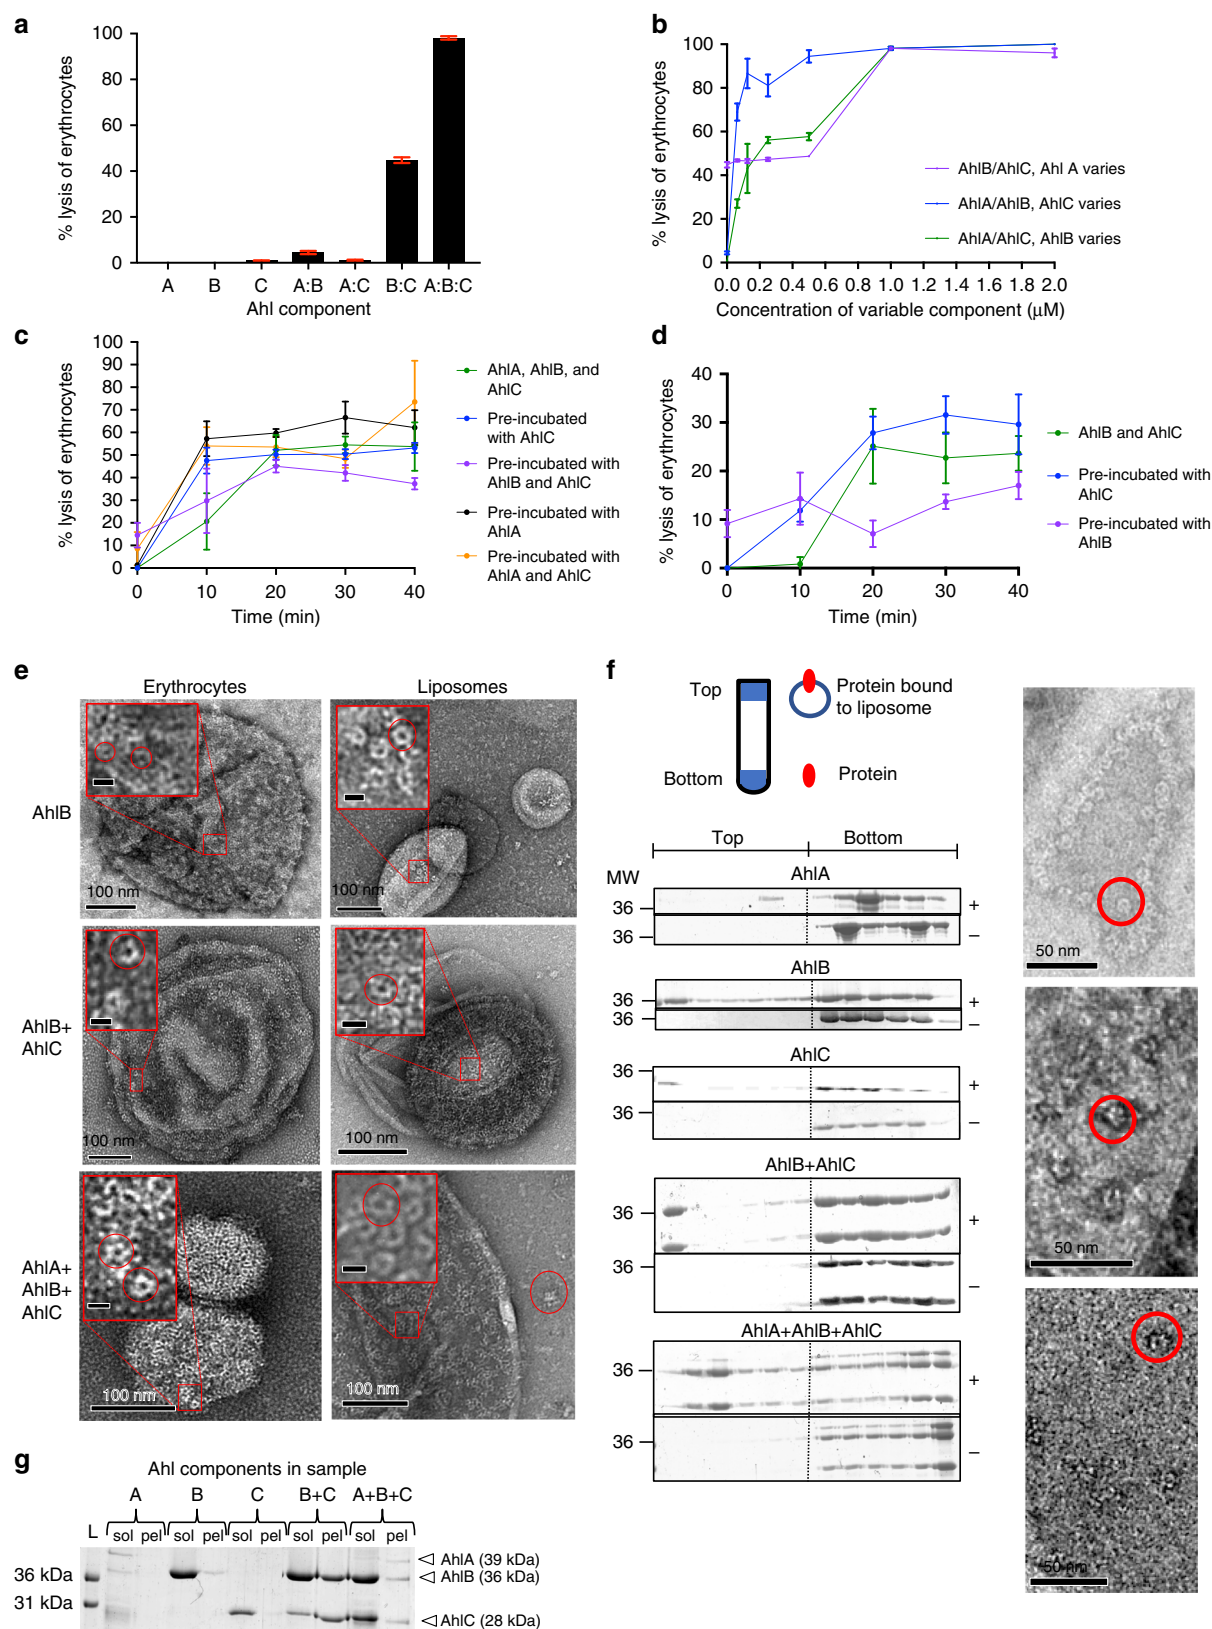 a
% lysis of erythrocytes
100
80
60
40
20
0
A B C A:B A:C B:C A:B:C
Ahl component
b
% lysis of erythrocytes
100
80
60
40
20
0
AhlB/AhlC, Ahl A varies
AhlA/AhlB, AhlC varies
AhlA/AhlC, AhlB varies
0.0 0.2 0.4 0.6 0.8 1.0 1.2 1.4 1.6 1.8 2.0
Concentration of variable component (μM)
c
% lysis of erythrocytes
100
90
80
70
60
50
40
30
20
10
0
0 10 20 30 40
Time (min)
AhlA, AhlB, and
AhlC
Pre-incubated
with AhlC
Pre-incubated with
AhlB and AhlC
Pre-incubated with
AhlA
Pre-incubated with
AhlA and AhlC
d
% lysis of erythrocytes
40
30
20
10
0
0 10 20 30 40
Time (min)
AhlB and AhlC
Pre-incubated with
AhlC
Pre-incubated with
AhlB
e
Erythrocytes Liposomes
AhlB
100 nm 100 nm
AhlB+
AhlC
100 nm 100 nm
AhlA+
AhlB+
AhlC
100 nm 100 nm
f
Top
Bottom
Protein bound
to liposome
Protein
Top Bottom
MW
AhlA
36 +
36 −
AhlB
36 +
36 −
AhlC
36 +
36 −
AhlB+AhlC
36 +
36 −
AhlA+AhlB+AhlC
36 +
36 −
50 nm
50 nm
50 nm
g
Ahl components in sample
A B C B+C A+B+C
L sol pel sol pel sol pel sol pel sol pel
36 kDa
31 kDa
AhlA (39 kDa)
AhlB (36 kDa)
AhlC (28 kDa)